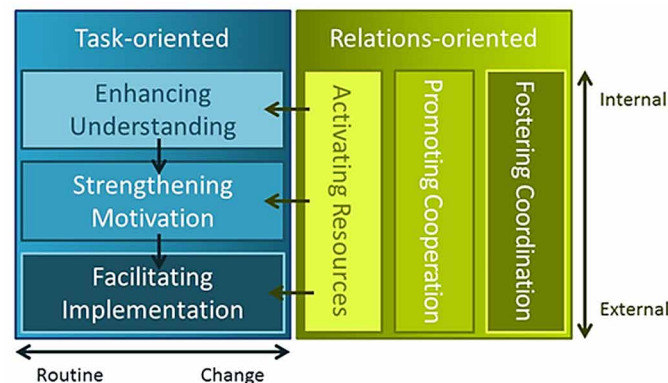 Task-oriented
Relations-oriented
Enhancing
Understanding
Strengthening
Motivation
Facilitating
Implementation
Activating Resources
Promoting Cooperation
Fostering Coordination
Internal
External
Routine
Change